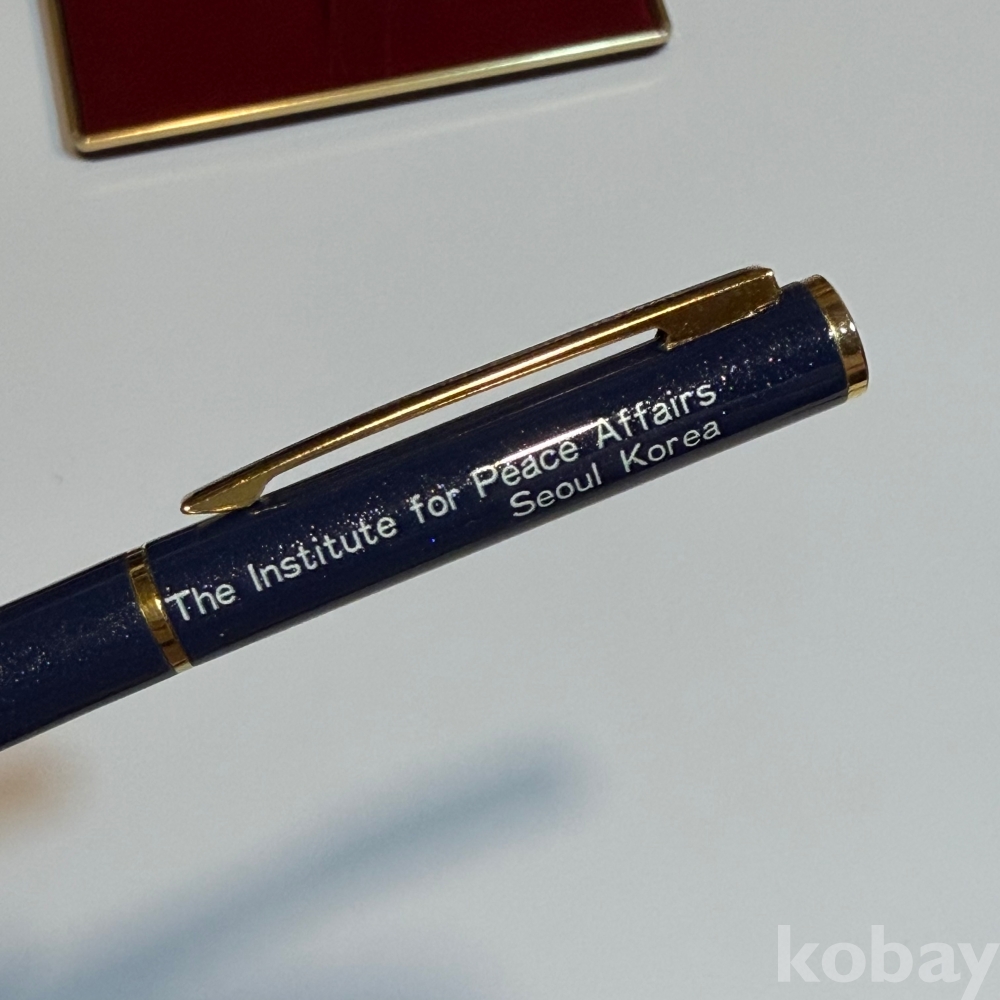 The Institute for Peace Affairs
Seoul Korea
kobay